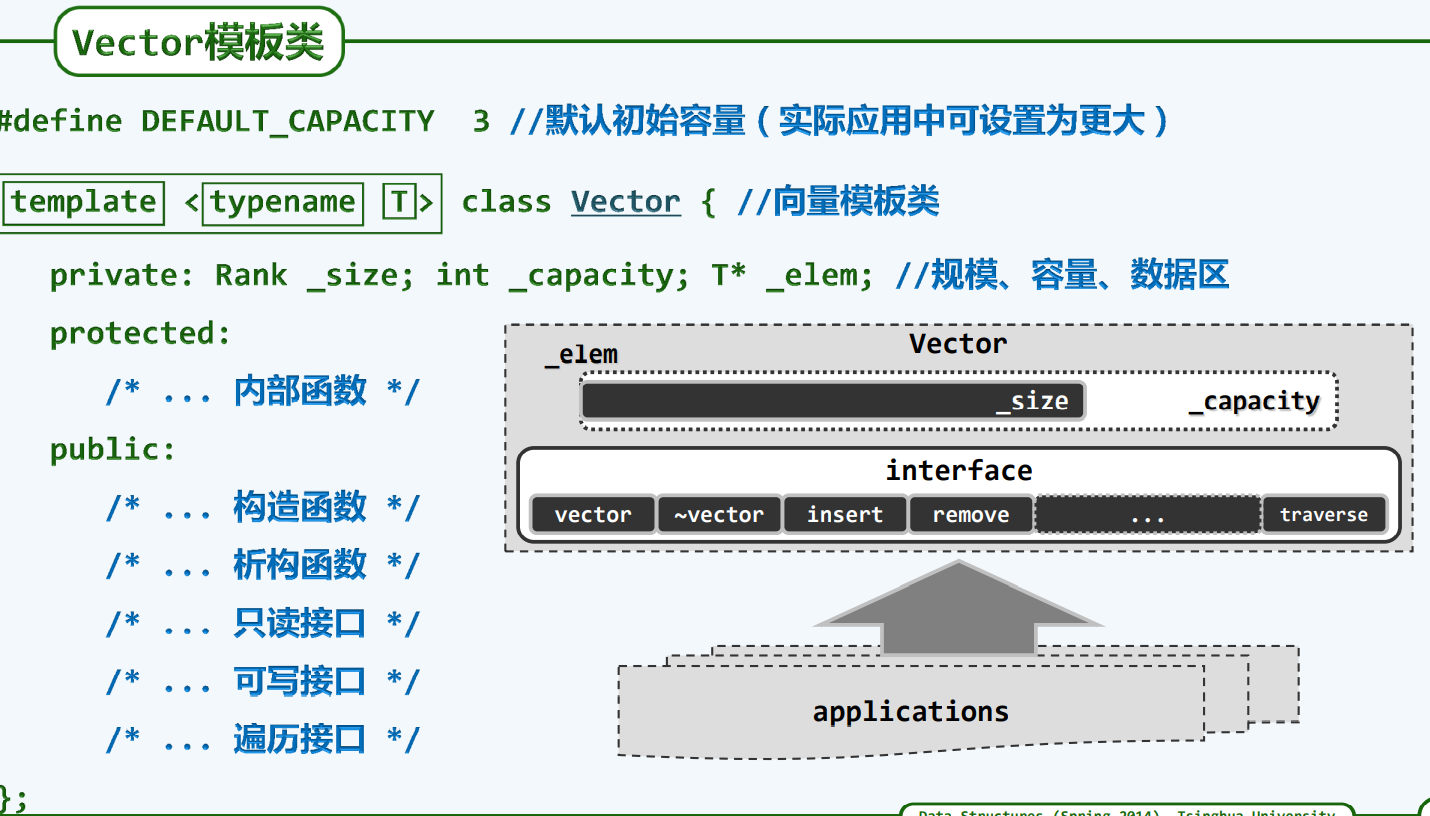 Vector模板类
#define DEFAULT_CAPACITY 3 //默认初始容量（实际应用中可设置为更大）
template <typename T> class Vector { //向量模板类
private: Rank _size; int _capacity; T* _elem; //规模、容量、数据区
protected:
/* ... 内部函数 */
public:
/* ... 构造函数 */
/* ... 析构函数 */
/* ... 只读接口 */
/* ... 可写接口 */
/* ... 遍历接口 */
};
Vector
_elem
_size _capacity
interface
vector ~vector insert remove ... traverse
applications
Data Structures (Spring 2014), Tsinghua University